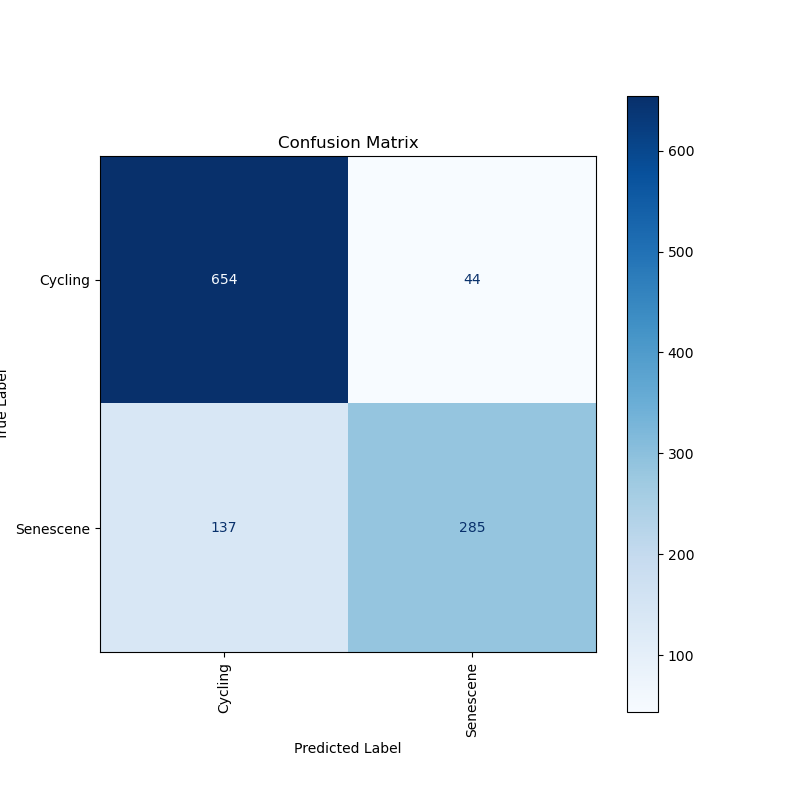 Confusion Matrix
Cycling
654
44
Senescene
137
285
Cycling
Senescene
Predicted Label
600
500
400
300
200
100